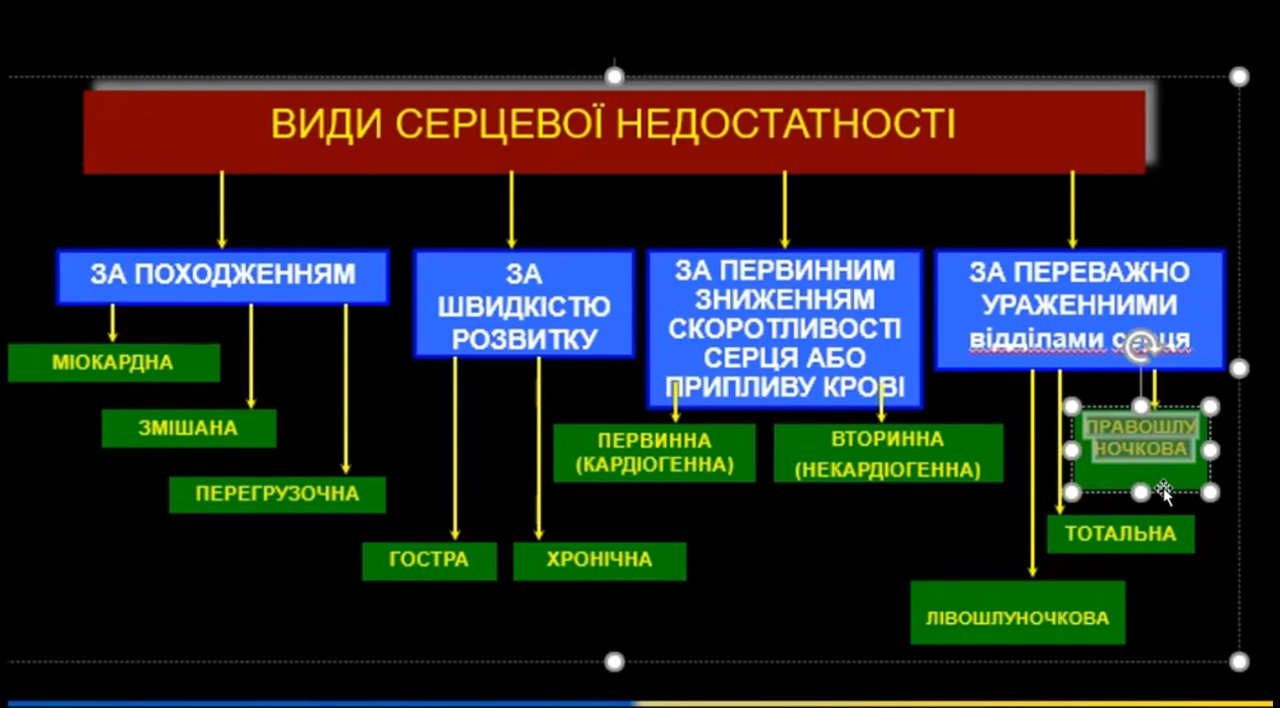 ВИДИ СЕРЦЕВОЇ НЕДОСТАТНОСТІ
ЗА ПОХОДЖЕННЯМ
МІОКАРДНА
ЗМІШАНА
ПЕРЕГРУЗОЧНА
ЗА
ШВИДКІСТЮ
РОЗВИТКУ
ГОСТРА
ХРОНІЧНА
ЗА ПЕРВИННИМ
ЗНИЖЕННЯМ
СКОРОТЛИВОСТІ
СЕРЦЯ АБО
ПРИПЛИВУ КРОВІ
ПЕРВИННА
(КАРДІОГЕННА)
ВТОРИННА
(НЕКАРДІОГЕННА)
ЗА ПЕРЕВАЖНО
УРАЖЕННИМИ
відділами серця
ПРАВОШЛУ
НОЧКОВА
ТОТАЛЬНА
ЛІВОШЛУНОЧКОВА